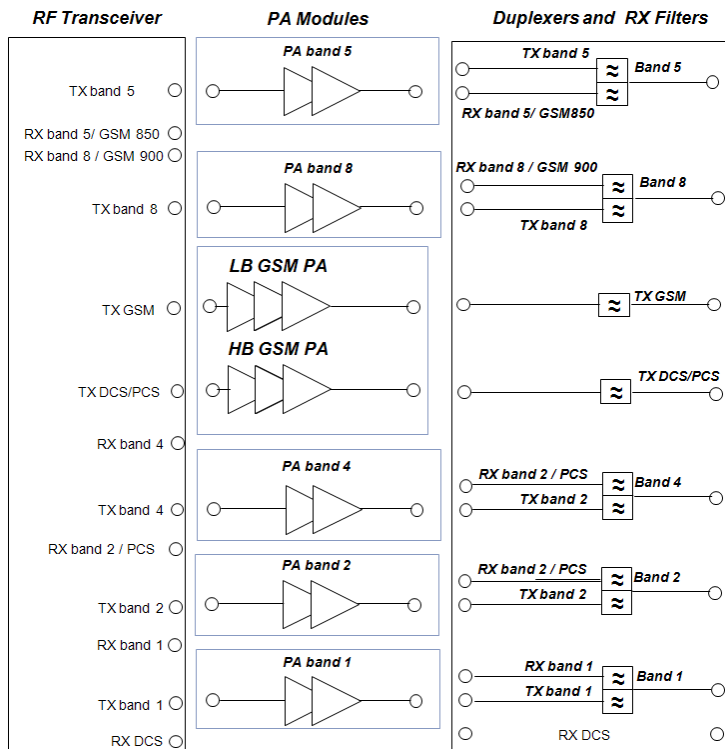 RF Transceiver
PA Modules
Duplexers and RX Filters
TX band 5
RX band 5/ GSM 850
RX band 8 / GSM 900
TX band 8
TX GSM
TX DCS/PCS
RX band 4
TX band 4
RX band 2 / PCS
TX band 2
RX band 1
TX band 1
RX DCS
PA band 5
PA band 8
LB GSM PA
HB GSM PA
PA band 4
PA band 2
PA band 1
TX band 5
Band 5
RX band 5/ GSM850
RX band 8 / GSM 900
Band 8
TX band 8
TX GSM
TX DCS/PCS
RX band 2 / PCS
Band 4
TX band 2
RX band 2 / PCS
Band 2
TX band 2
RX band 1
Band 1
TX band 1
RX DCS